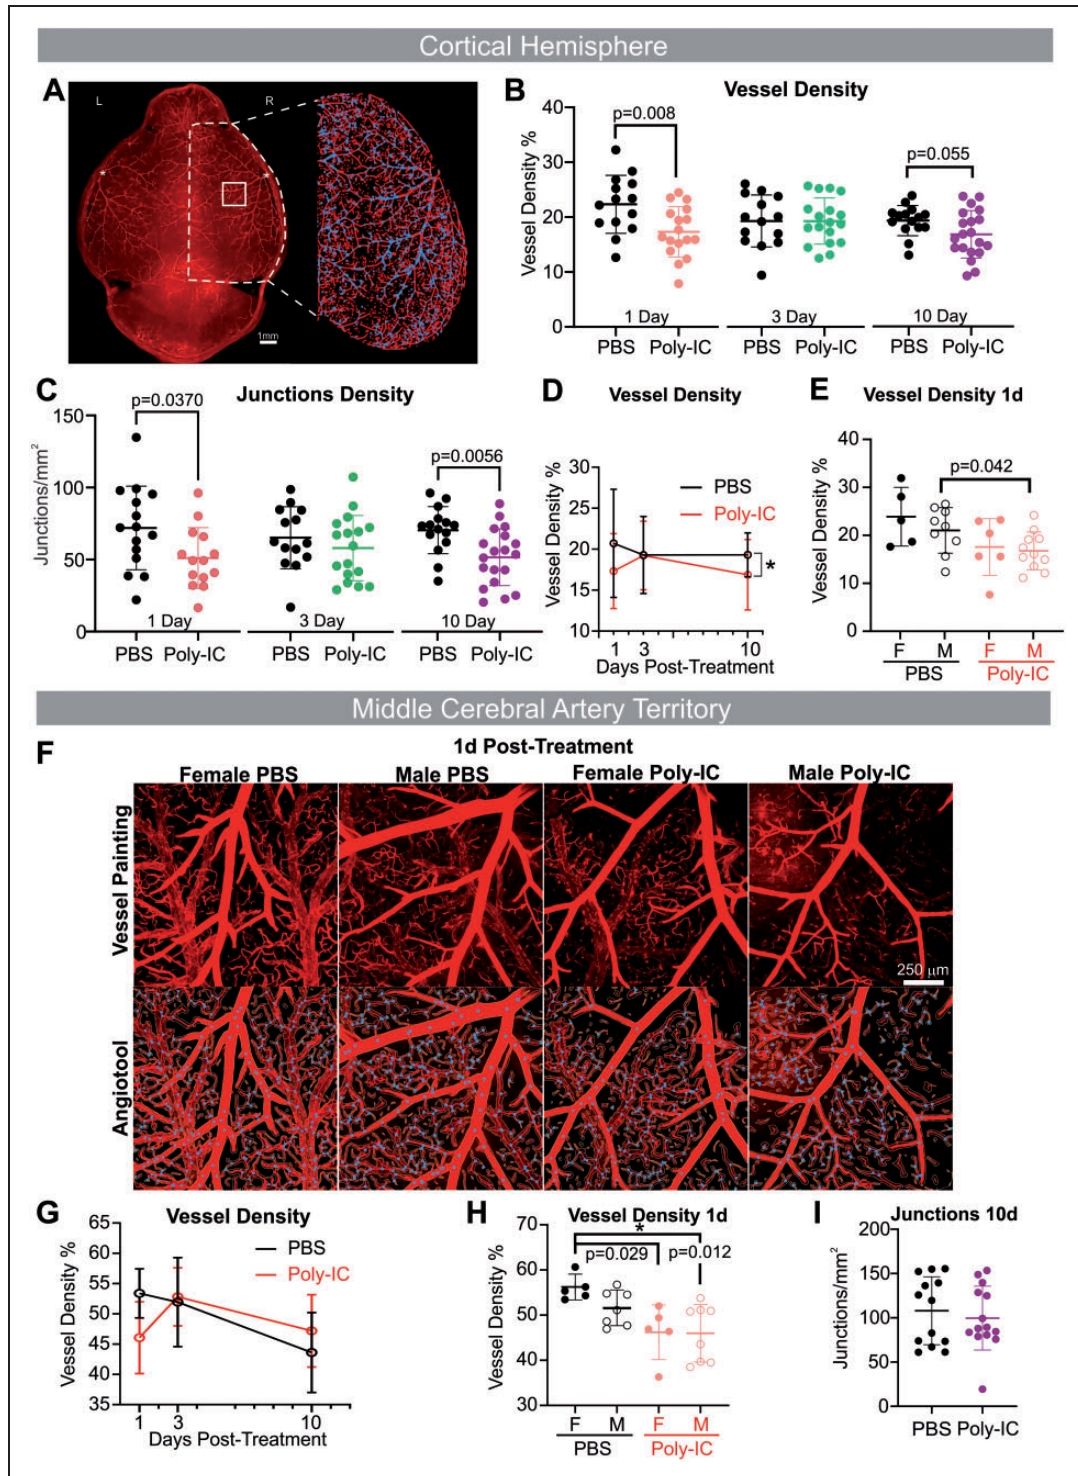 Cortical Hemisphere
A
L
R
*
*
1mm
B
Vessel Density
Vessel Density %
40
30
20
10
0
p=0.008
p=0.055
1 Day
3 Day
10 Day
PBS Poly-IC PBS Poly-IC PBS Poly-IC
C
Junctions Density
Junctions/mm²
150
100
50
0
p=0.0370
p=0.0056
1 Day
3 Day
10 Day
PBS Poly-IC PBS Poly-IC PBS Poly-IC
D
Vessel Density
Vessel Density %
30
25
20
15
10
PBS
Poly-IC
*
1 3 10
Days Post-Treatment
E
Vessel Density 1d
Vessel Density %
40
30
20
10
0
p=0.042
F M F M
PBS Poly-IC
Middle Cerebral Artery Territory
F
1d Post-Treatment
Female PBS Male PBS Female Poly-IC Male Poly-IC
Vessel Painting
250 µm
Angiotool
G
Vessel Density
Vessel Density %
65
60
55
50
45
40
35
PBS
Poly-IC
1 3 10
Days Post-Treatment
H
Vessel Density 1d
Vessel Density %
70
60
50
40
30
*
p=0.029
p=0.012
F M F M
PBS Poly-IC
I
Junctions 10d
Junctions/mm²
200
150
100
50
0
PBS Poly-IC